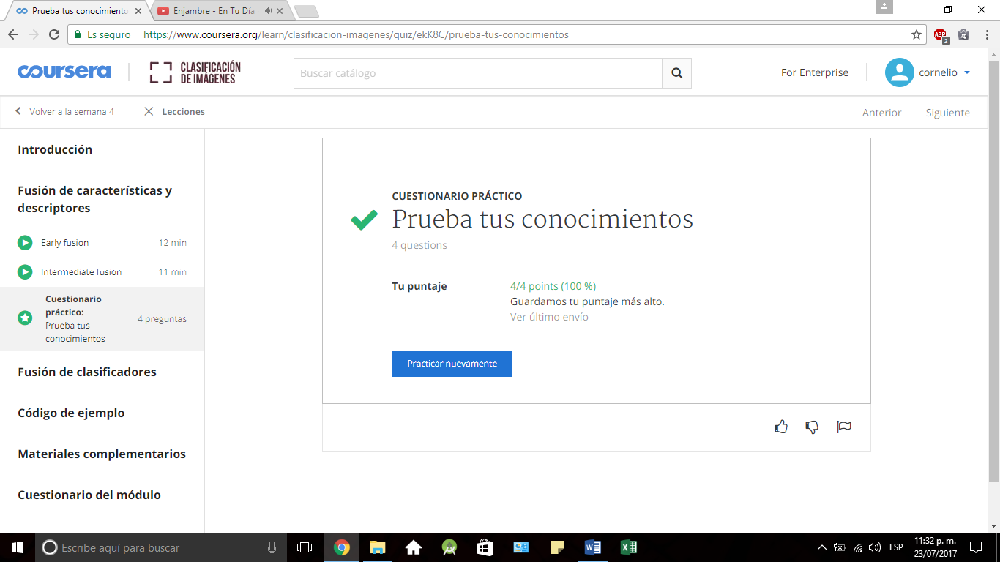 Prueba tus conocimiento
Enjambre - En Tu Día
Es seguro
https://www.coursera.org/learn/clasificacion-imagenes/quiz/ekK8C/prueba-tus-conocimientos
ABP
2
coursera
CLASIFICACIÓN
DE IMÁGENES
Buscar catálogo
For Enterprise
cornelio
Volver a la semana 4
Lecciones
Anterior
Siguiente
Introducción
Fusión de características y
descriptores
Early fusion
12 min
Intermediate fusion
11 min
Cuestionario
práctico:
Prueba tus
conocimientos
4 preguntas
Fusión de clasificadores
Código de ejemplo
Materiales complementarios
Cuestionario del módulo
CUESTIONARIO PRÁCTICO
Prueba tus conocimientos
4 questions
Tu puntaje
4/4 points (100 %)
Guardamos tu puntaje más alto.
Ver último envío
Practicar nuevamente
Escribe aquí para buscar
ESP
11:32 p. m.
23/07/2017